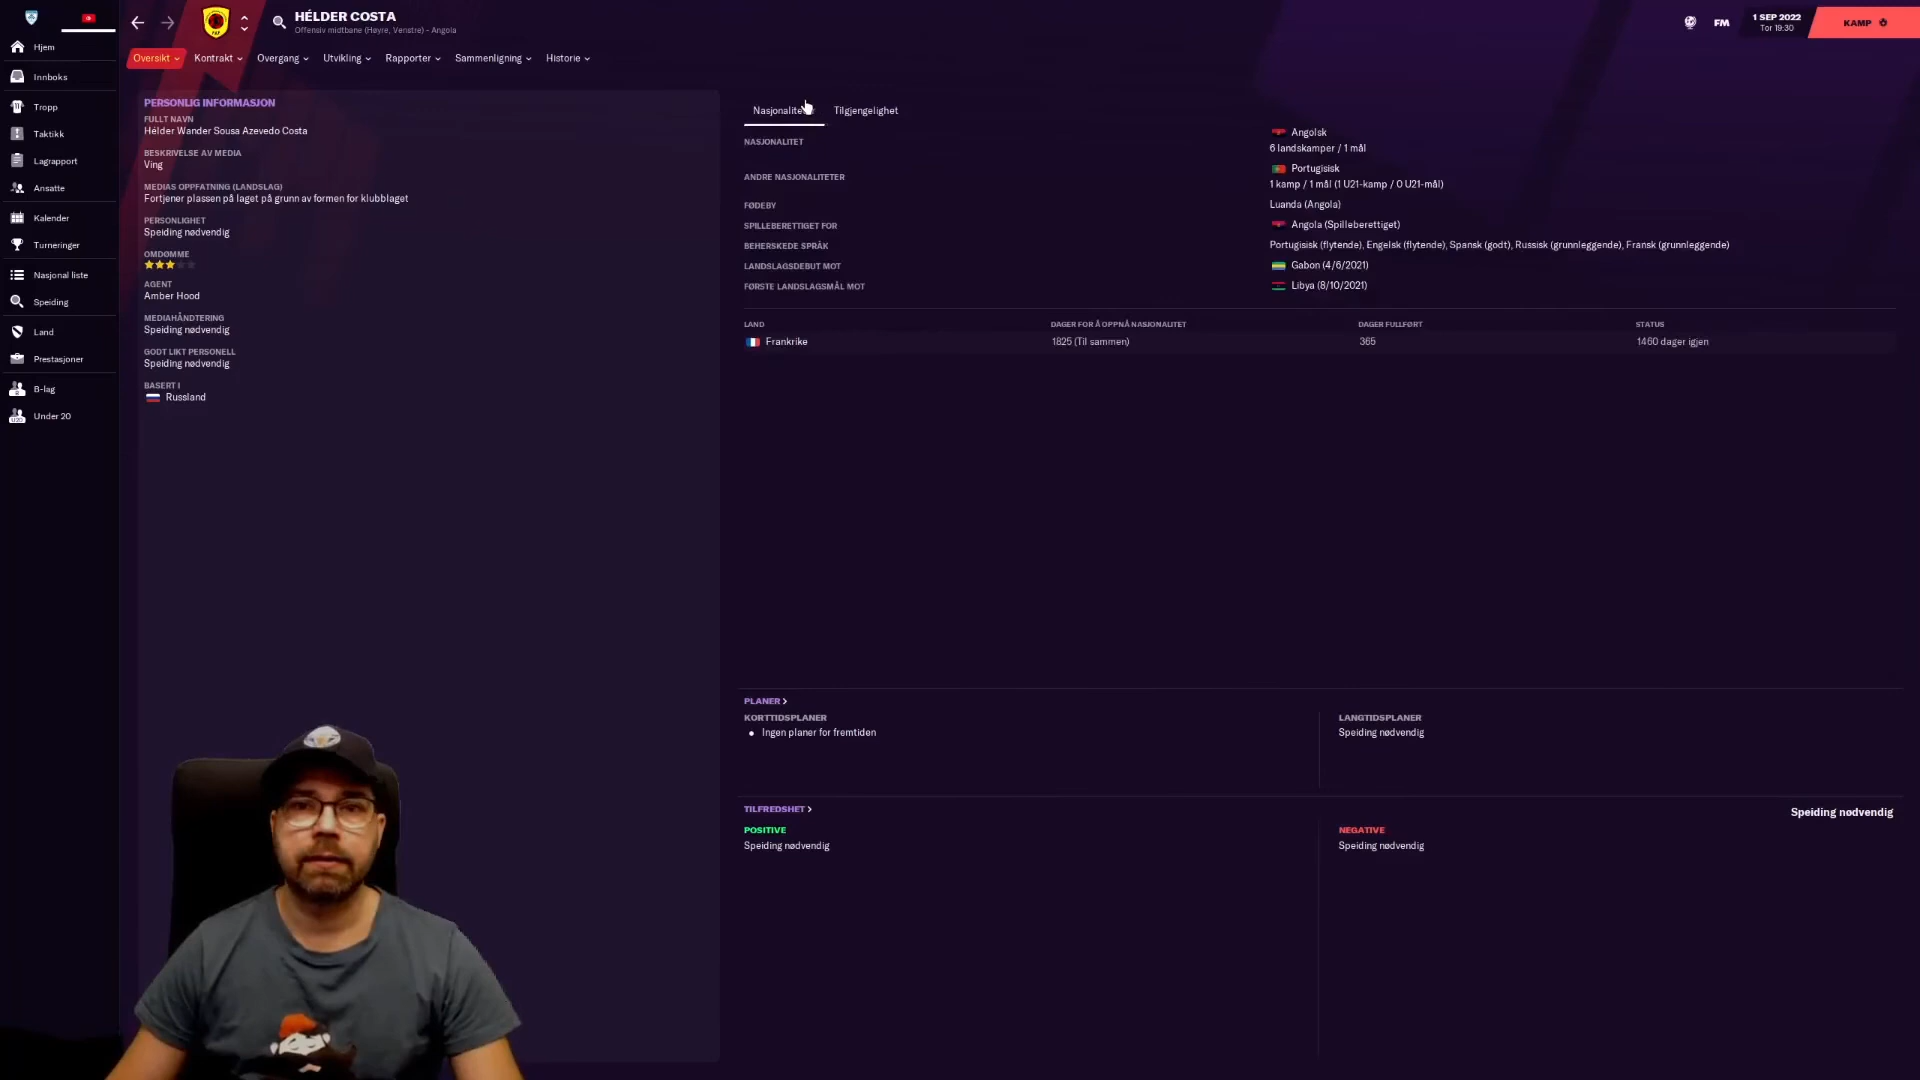 HÉLDER COSTA
Offensiv midtbane (Høyre, Venstre) - Angola
FM
1 SEP 2022
Tor 19:30
KAMP
Hjem
Innboks
Tropp
Taktikk
Lagrapport
Ansatte
Kalender
Turneringer
Nasjonal liste
Speiding
Land
Prestasjoner
B-lag
Under 20
Oversikt
Kontrakt
Overgang
Utvikling
Rapporter
Sammenligning
Historie
PERSONLIG INFORMASJON
FULLT NAVN
Hélder Wander Sousa Azevedo Costa
BESKRIVELSE AV MEDIA
Ving
MEDIAS OPPFATNING (LANDSLAG)
Fortjener plassen på laget på grunn av formen for klubblaget
PERSONLIGHET
Speiding nødvendig
OMDØMME
AGENT
Amber Hood
MEDIAHÅNDTERING
Speiding nødvendig
GODT LIKT PERSONELL
Speiding nødvendig
BASERT I
Russland
Tilgjengelighet
NASJONALITET
Angolsk
6 landskamper / 1 mål
ANDRE NASJONALITETER
Portugisisk
1 kamp / 1 mål (1 U21-kamp / 0 U21-mål)
FØDEBY
Luanda (Angola)
SPILLEBERETTIGET FOR
Angola (Spilleberettiget)
BEHERSKEDE SPRÅK
Portugisisk (flytende), Engelsk (flytende), Spansk (godt), Russisk (grunnleggende), Fransk (grunnleggende)
LANDSLAGSDEBUT MOT
Gabon (4/6/2021)
FØRSTE LANDSLAGSMÅL MOT
Libya (8/10/2021)
LAND DAGER FOR Å OPPNÅ NASJONALITET DAGER FULLFØRT STATUS
Frankrike 1825 (Til sammen) 365 1460 dager igjen
PLANER
KORTTIDSPLANER
Ingen planer for fremtiden
LANGTIDSPLANER
Speiding nødvendig
TILFREDSHET
Speiding nødvendig
POSITIVE
Speiding nødvendig
NEGATIVE
Speiding nødvendig